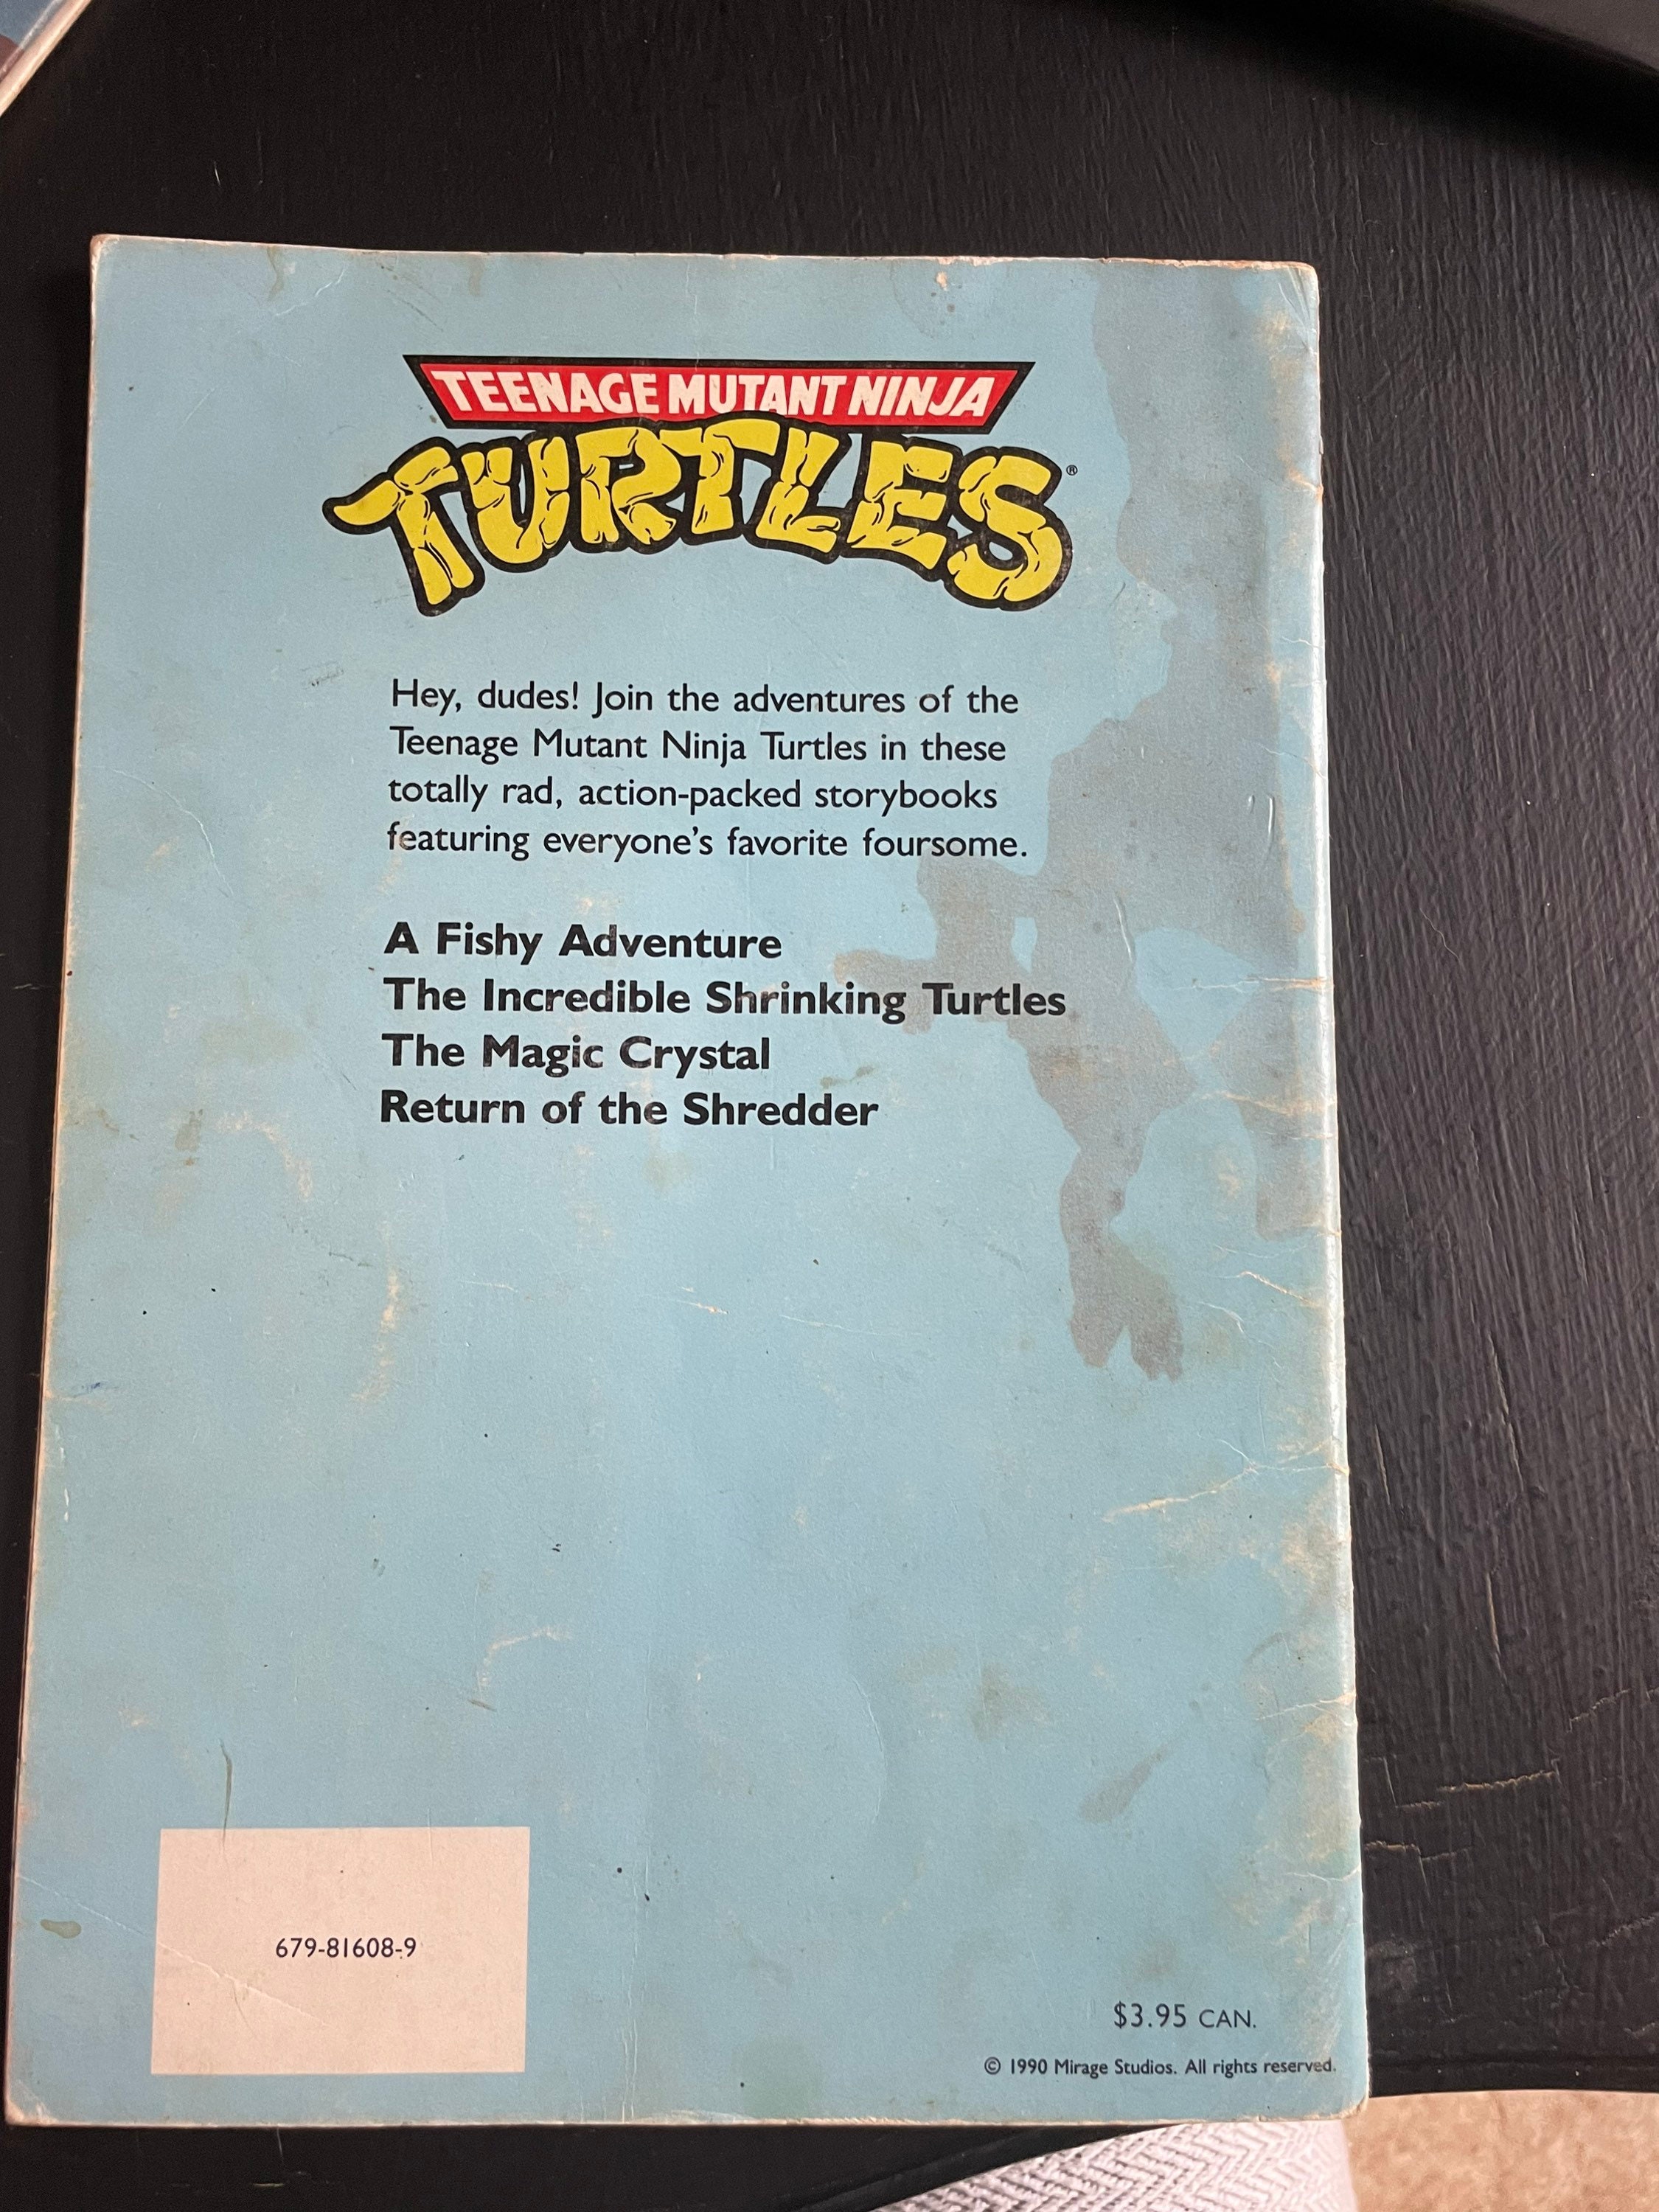 TEENAGE MUTANT NINJA
TURTLES®
Hey, dudes! Join the adventures of the
Teenage Mutant Ninja Turtles in these
totally rad, action-packed storybooks
featuring everyone's favorite foursome.
A Fishy Adventure
The Incredible Shrinking Turtles
The Magic Crystal
Return of the Shredder
679-81608-9
$3.95 CAN.
© 1990 Mirage Studios. All rights reserved.